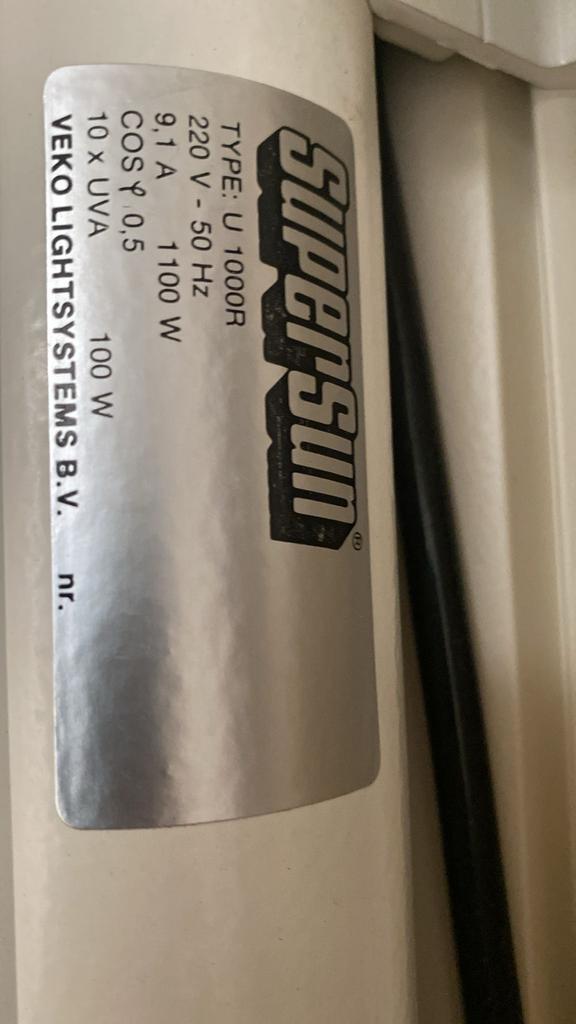 SUPERSUN®
TYPE: U 1000R
220 V - 50 Hz
9,1 A 1100 W
COS φ 0,5
10 x UVA 100 W
VEKO LIGHTSYSTEMS B.V. nr.